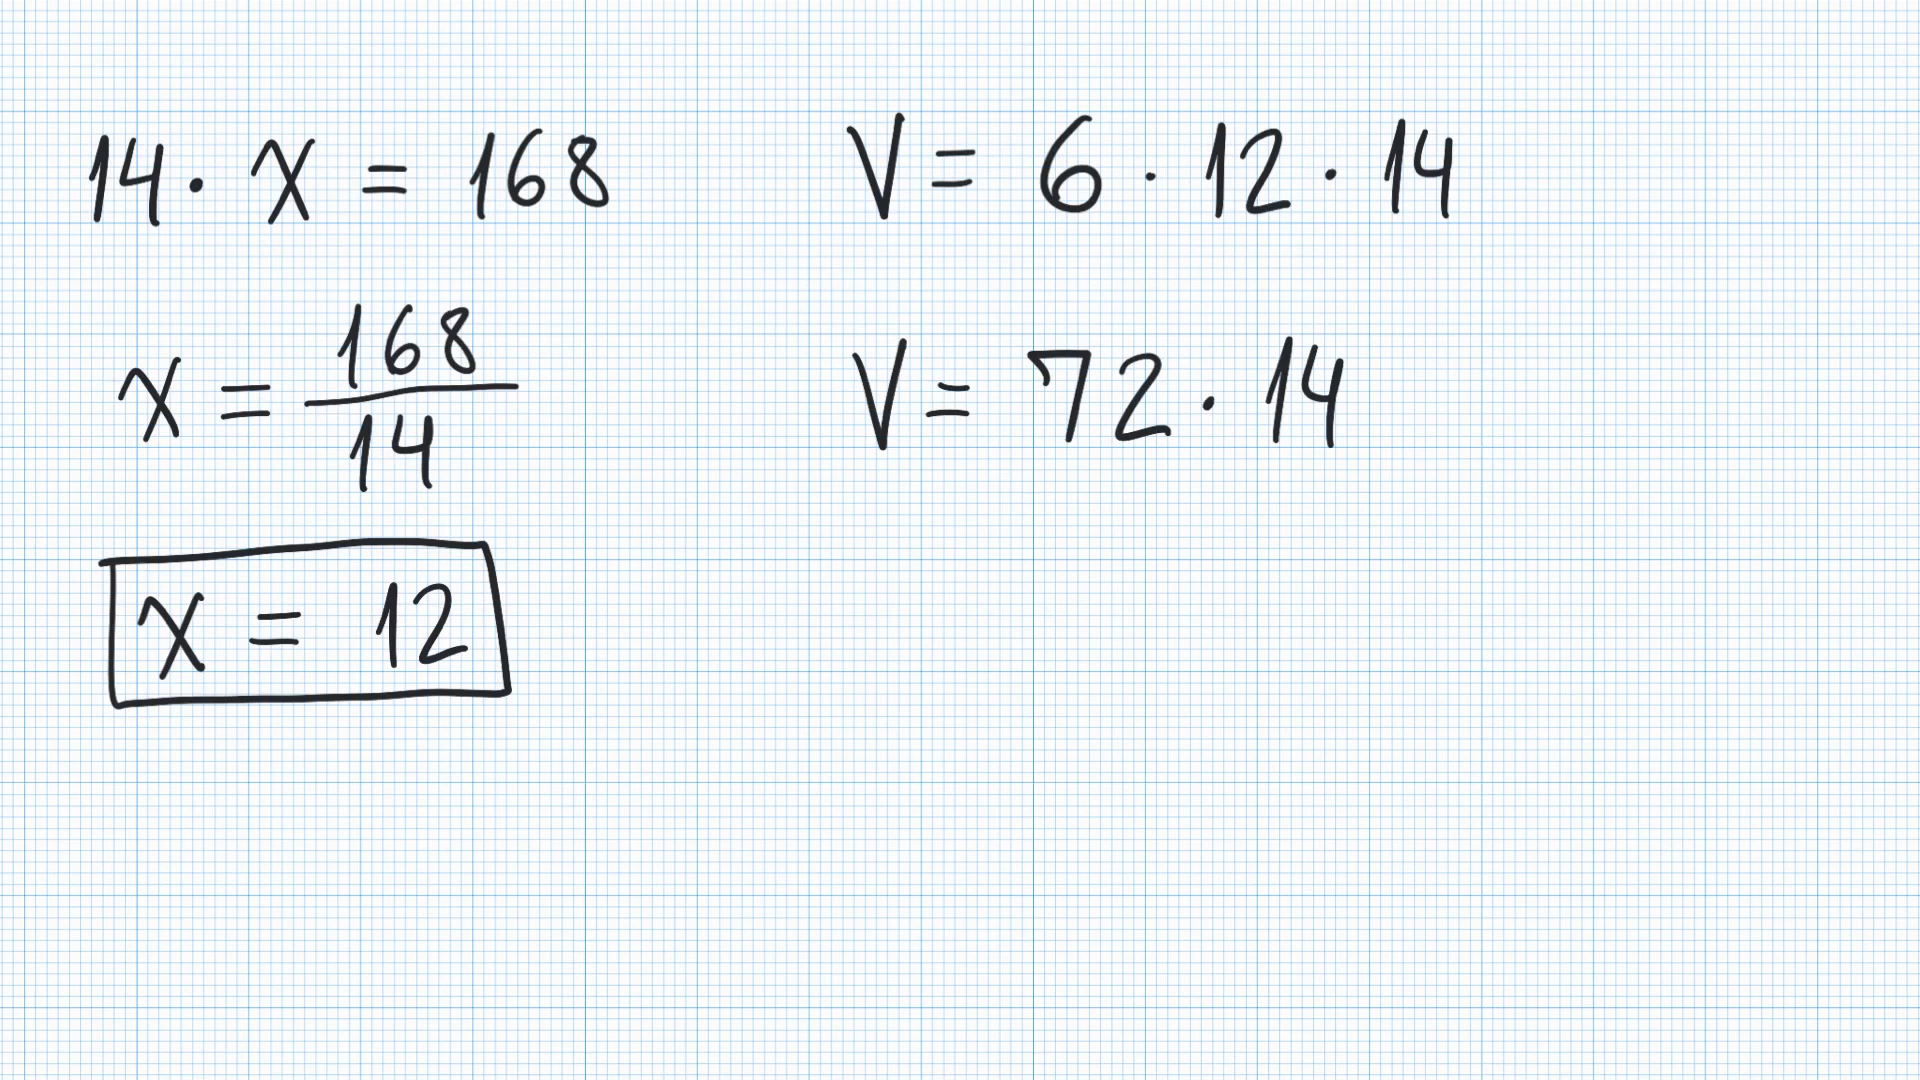 14 · x = 168
x = 168/14
x = 12
V = 6 · 12 · 14
V = 72 · 14